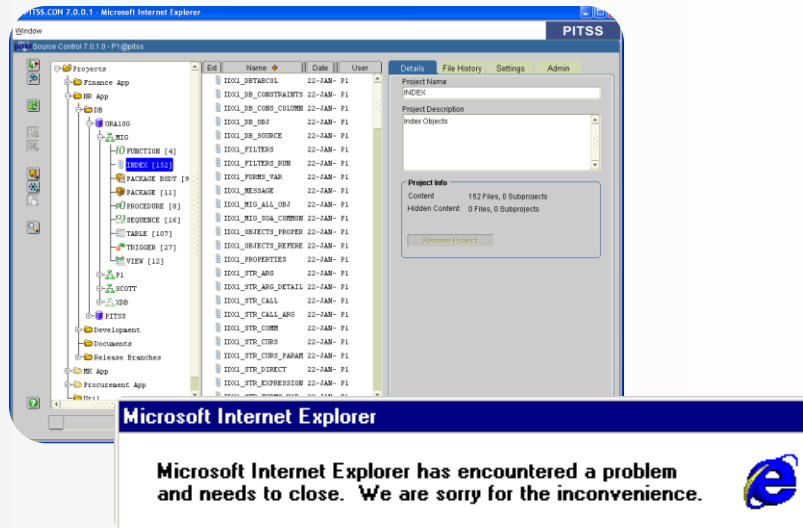 PITSS.CON 7.0.0.1 - Microsoft Internet Explorer
Window
PITSS
Source Control 7.0.1.0 - P1@pitss
Projects
Finance App
HR App
DB
ORA10G
MIG
FUNCTION [4]
INDEX [152]
PACKAGE BODY [9
PACKAGE [11]
PROCEDURE [8]
SEQUENCE [16]
TABLE [107]
TRIGGER [27]
VIEW [12]
P1
SCOTT
XDB
PITSS
Development
Documents
Release Branches
MK App
Procurement App
Util
Ext Name Date User
IDX1_DBTABCOL 22-JAN- P1
IDX1_DB_CONSTRAINTS 22-JAN- P1
IDX1_DB_CONS_COLUMN 22-JAN- P1
IDX1_DB_OBJ 22-JAN- P1
IDX1_DB_SOURCE 22-JAN- P1
IDX1_FILTERS 22-JAN- P1
IDX1_FILTERS_RUN 22-JAN- P1
IDX1_FORMS_VAR 22-JAN- P1
IDX1_MESSAGE 22-JAN- P1
IDX1_MIG_ALL_OBJ 22-JAN- P1
IDX1_MIG_SOA_COMMON 22-JAN- P1
IDX1_OBJECTS_PROPER 22-JAN- P1
IDX1_OBJECTS_REFERE 22-JAN- P1
IDX1_PROPERTIES 22-JAN- P1
IDX1_STR_ARG 22-JAN- P1
IDX1_STR_ARG_DETAIL 22-JAN- P1
IDX1_STR_CALL 22-JAN- P1
IDX1_STR_CALL_ARG 22-JAN- P1
IDX1_STR_COMM 22-JAN- P1
IDX1_STR_CURS 22-JAN- P1
IDX1_STR_CURS_PARAM 22-JAN- P1
IDX1_STR_DIRECT 22-JAN- P1
IDX1_STR_EXPRESSION 22-JAN- P1
Details File History Settings Admin
Project Name
INDEX
Project Description
Index Objects
Project Info
Content 152 Files, 0 Subprojects
Hidden Content 0 Files, 0 Subprojects
Rename Project
Microsoft Internet Explorer
Microsoft Internet Explorer has encountered a problem
and needs to close. We are sorry for the inconvenience.